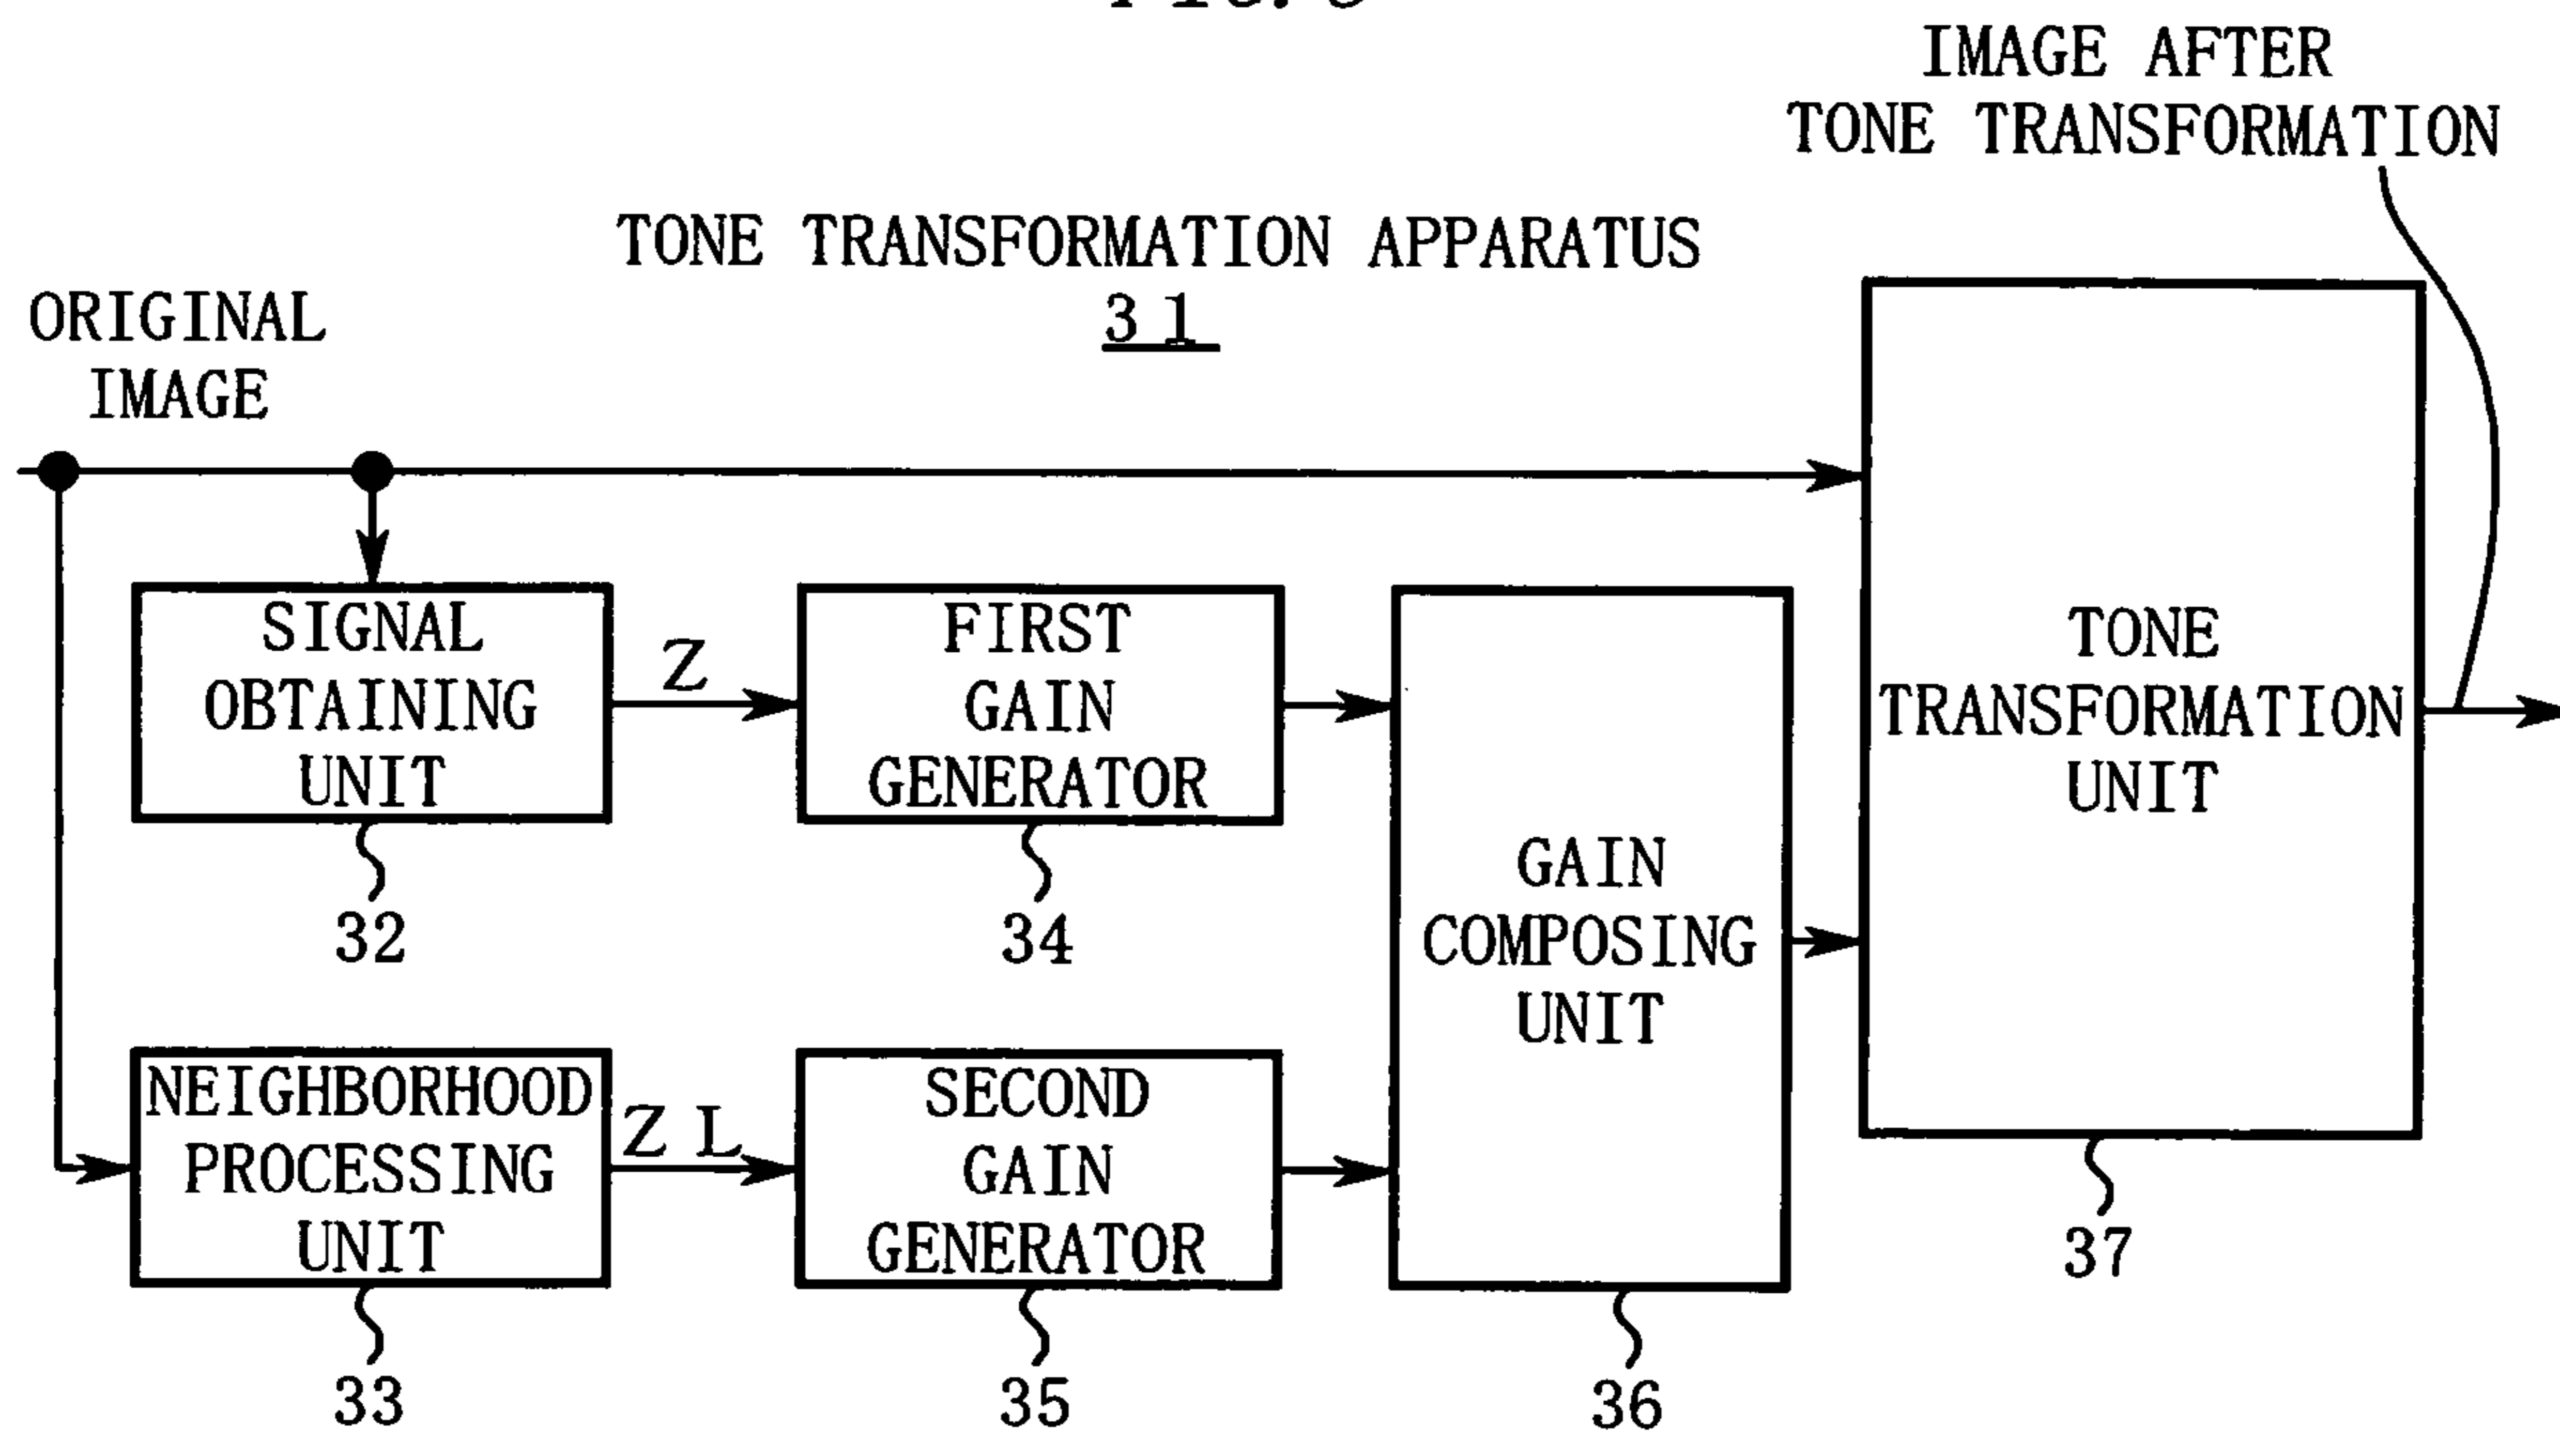 IMAGE AFTER
TONE TRANSFORMATION
TONE TRANSFORMATION APPARATUS
31
ORIGINAL
IMAGE
SIGNAL
OBTAINING
UNIT
32
Z
FIRST
GAIN
GENERATOR
34
NEIGHBORHOOD
PROCESSING
UNIT
33
Z L
SECOND
GAIN
GENERATOR
35
GAIN
COMPOSING
UNIT
36
TONE
TRANSFORMATION
UNIT
37